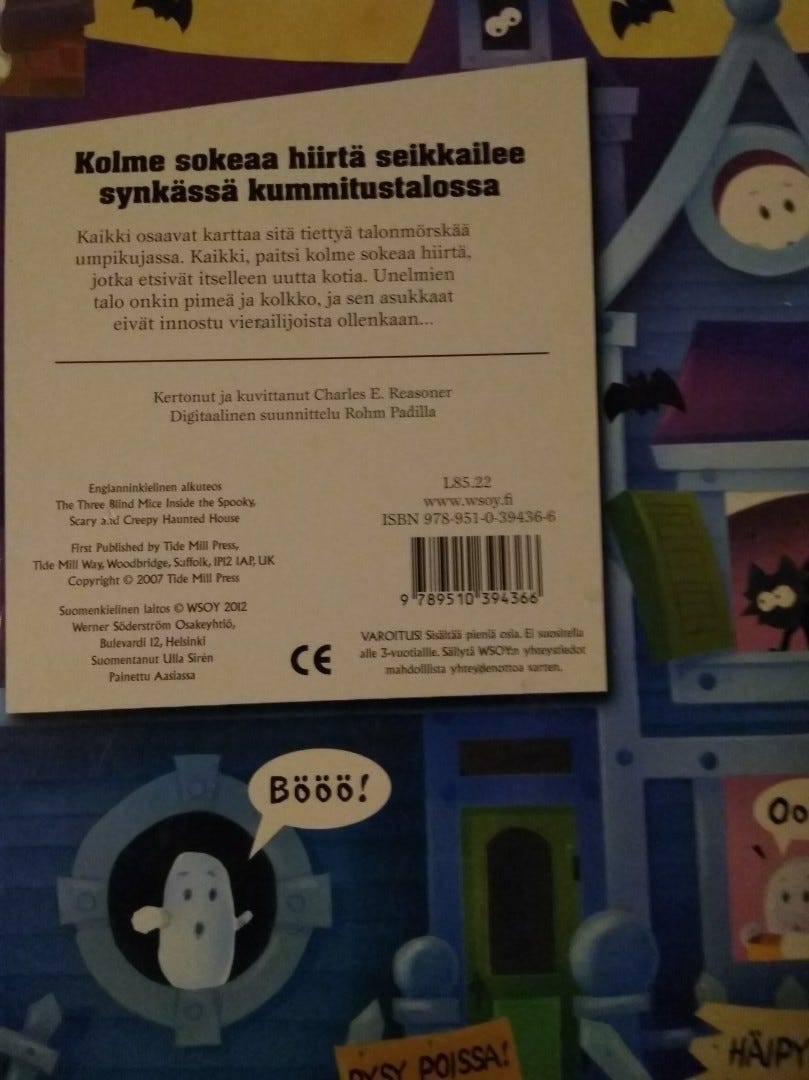 Kolme sokeaa hiirtä seikkailee
synkässä kummitustalossa
Kaikki osaavat karttaa sitä tiettyä talonmörskää
umpikujassa. Kaikki, paitsi kolme sokeaa hiirtä,
jotka etsivät itselleen uutta kotia. Unelmien
talo onkin pimeä ja kolkko, ja sen asukkaat
eivät innostu vierailijoista ollenkaan...
Kertonut ja kuvittanut Charles E. Reasoner
Digitaalinen suunnittelu Rohm Padilla
Englanninkielinen alkuteos
The Three Blind Mice Inside the Spooky,
Scary and Creepy Haunted House
First Published by Tide Mill Press,
Tide Mill Way, Woodbridge, Suffolk, IP12 1AP, UK
Copyright © 2007 Tide Mill Press
Suomenkielinen laitos © WSOY 2012
Werner Söderström Osakeyhtiö,
Bulevardi 12, Helsinki
Suomentanut Ulla Sirén
Painettu Aasiassa
CE
L85.22
www.wsoy.fi
ISBN 978-951-0-39436-6
9 789510 394366
VAROITUS! Sisältää pieniä osia. Ei suositella
alle 3-vuotiaille. Säilytä WSOY:n yhteystiedot
mahdollista yhteydenottoa varten.
Bööö!
Oo
PYSY POISSA!
HÄIPY